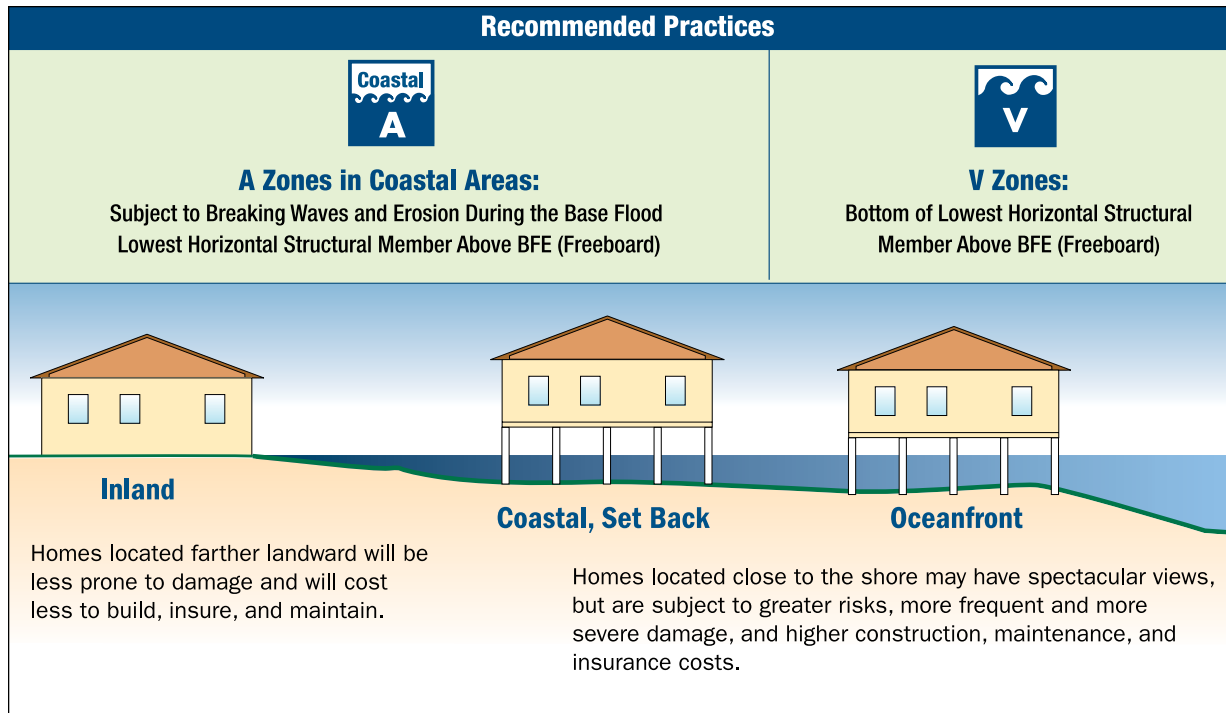 Recommended Practices
Coastal
A
A Zones in Coastal Areas:
Subject to Breaking Waves and Erosion During the Base Flood
Lowest Horizontal Structural Member Above BFE (Freeboard)
V
V Zones:
Bottom of Lowest Horizontal Structural
Member Above BFE (Freeboard)
Inland
Homes located farther landward will be
less prone to damage and will cost
less to build, insure, and maintain.
Coastal, Set Back
Oceanfront
Homes located close to the shore may have spectacular views,
but are subject to greater risks, more frequent and more
severe damage, and higher construction, maintenance, and
insurance costs.